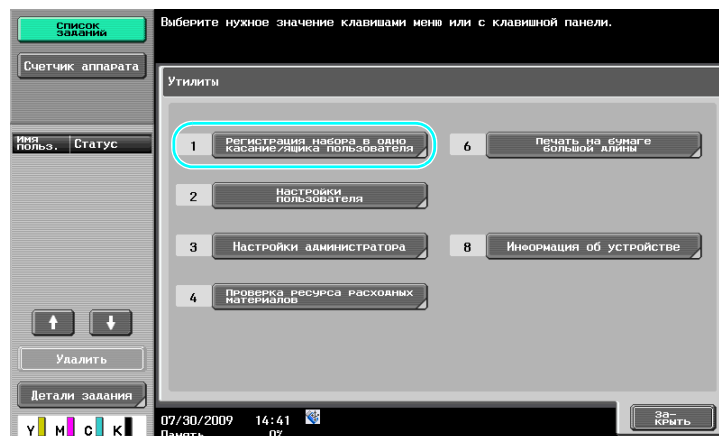 Список
заданий
Выберите нужное значение клавишами меню или с клавишной панели.
Счетчик аппарата
Утилиты
Имя
польз. Статус
1 Регистрация набора в одно
касание/ящика пользователя
6 Печать на бумаге
большой длины
2 Настройки
пользователя
3 Настройки администратора
8 Информация об устройстве
4 Проверка ресурса расходных
материалов
Удалить
Детали задания
За-
крыть
07/30/2009 14:41
Память 0%
Y M C K